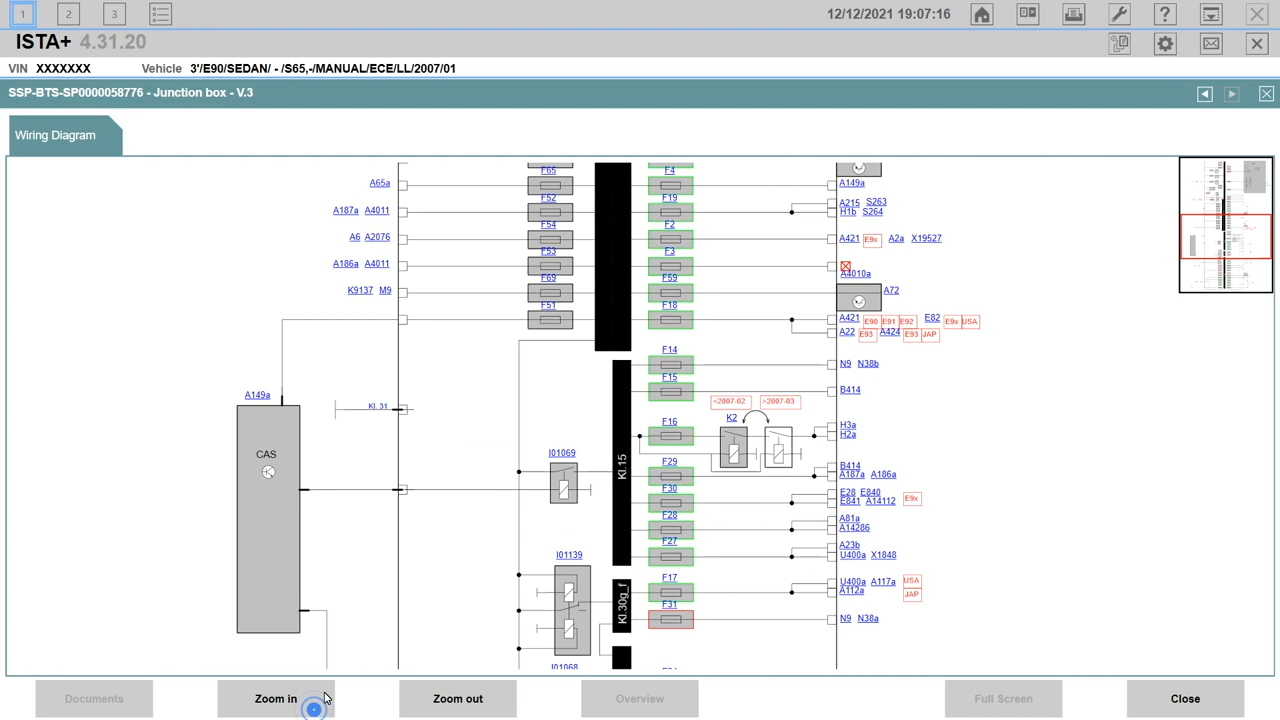 1 2 3 12/12/2021 19:07:16
ISTA+ 4.31.20
VIN XXXXXXX Vehicle 3'/E90/SEDAN/ - /S65,-/MANUAL/ECE/LL/2007/01
SSP-BTS-SP0000058776 - Junction box - V.3
Wiring Diagram
F65 F4
A65a A149a
F52 F19 A215 S263
A187a A4011 H1b S264
F54 F2
A6 A2076 A421 E9x A2a X19527
F53 F3
A186a A4011 A4010a
F69 F59
K9137 M9 A72
F51 F18
A421 E90 E91 E92 E82 E9x USA
A22 E93 A424 E93 JAP
F14
N9 N38b
F15
A149a B414
<2007-02 >2007-03
Kl. 31
F16 K2 H3a
H2a
CAS I01069 Kl.15 F29 B414
A187a A186a
F30 E28 E840
E841 A14112 E9x
F28 A81a
A14286
F27 A23b
I01139 U400a X1848
F17 U400a A117a USA
A112a JAP
Kl.30g_f F31
N9 N38a
I01068
Documents Zoom in Zoom out Overview Full Screen Close